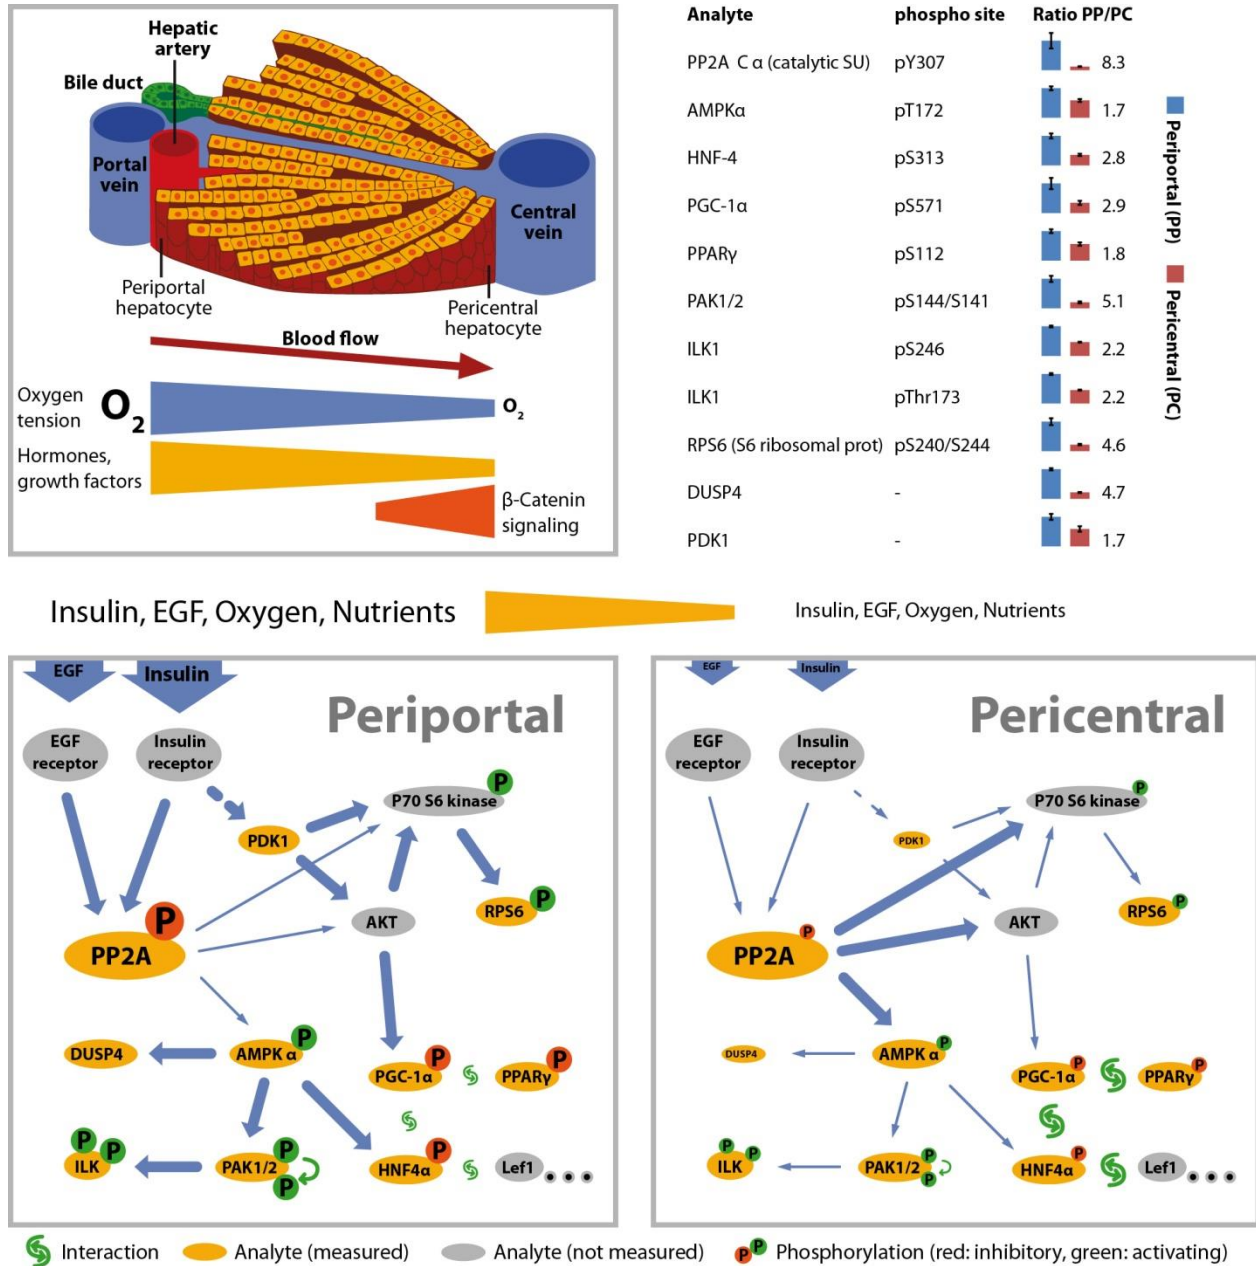 Hepatic
artery
Bile duct
Portal
vein
Central
vein
Periportal
hepatocyte
Pericentral
hepatocyte
Blood flow
Oxygen
tension
O2
O2
Hormones,
growth factors
β-Catenin
signaling
Analyte phospho site Ratio PP/PC
PP2A C α (catalytic SU) pY307 8.3
AMPKα pT172 1.7
HNF-4 pS313 2.8
PGC-1α pS571 2.9
PPARγ pS112 1.8
PAK1/2 pS144/S141 5.1
ILK1 pS246 2.2
ILK1 pThr173 2.2
RPS6 (S6 ribosomal prot) pS240/S244 4.6
DUSP4 - 4.7
PDK1 - 1.7
Periportal (PP)
Pericentral (PC)
Insulin, EGF, Oxygen, Nutrients
Insulin, EGF, Oxygen, Nutrients
EGF
Insulin
Periportal
EGF
receptor
Insulin
receptor
P
P70 S6 kinase
PDK1
P
PP2A
AKT
P
RPS6
DUSP4
P
AMPK α
P
PGC-1α
P
PPARγ
P
P
ILK
P
P
PAK1/2
P
HNF4α
Lef1
EGF
Insulin
Pericentral
EGF
receptor
Insulin
receptor
P
P70 S6 kinase
PDK1
P
PP2A
AKT
P
RPS6
DUSP4
P
AMPK α
P
PGC-1α
P
PPARγ
P
P
ILK
P
P
PAK1/2
P
HNF4α
Lef1
Interaction
Analyte (measured)
Analyte (not measured)
P
P
Phosphorylation (red: inhibitory, green: activating)